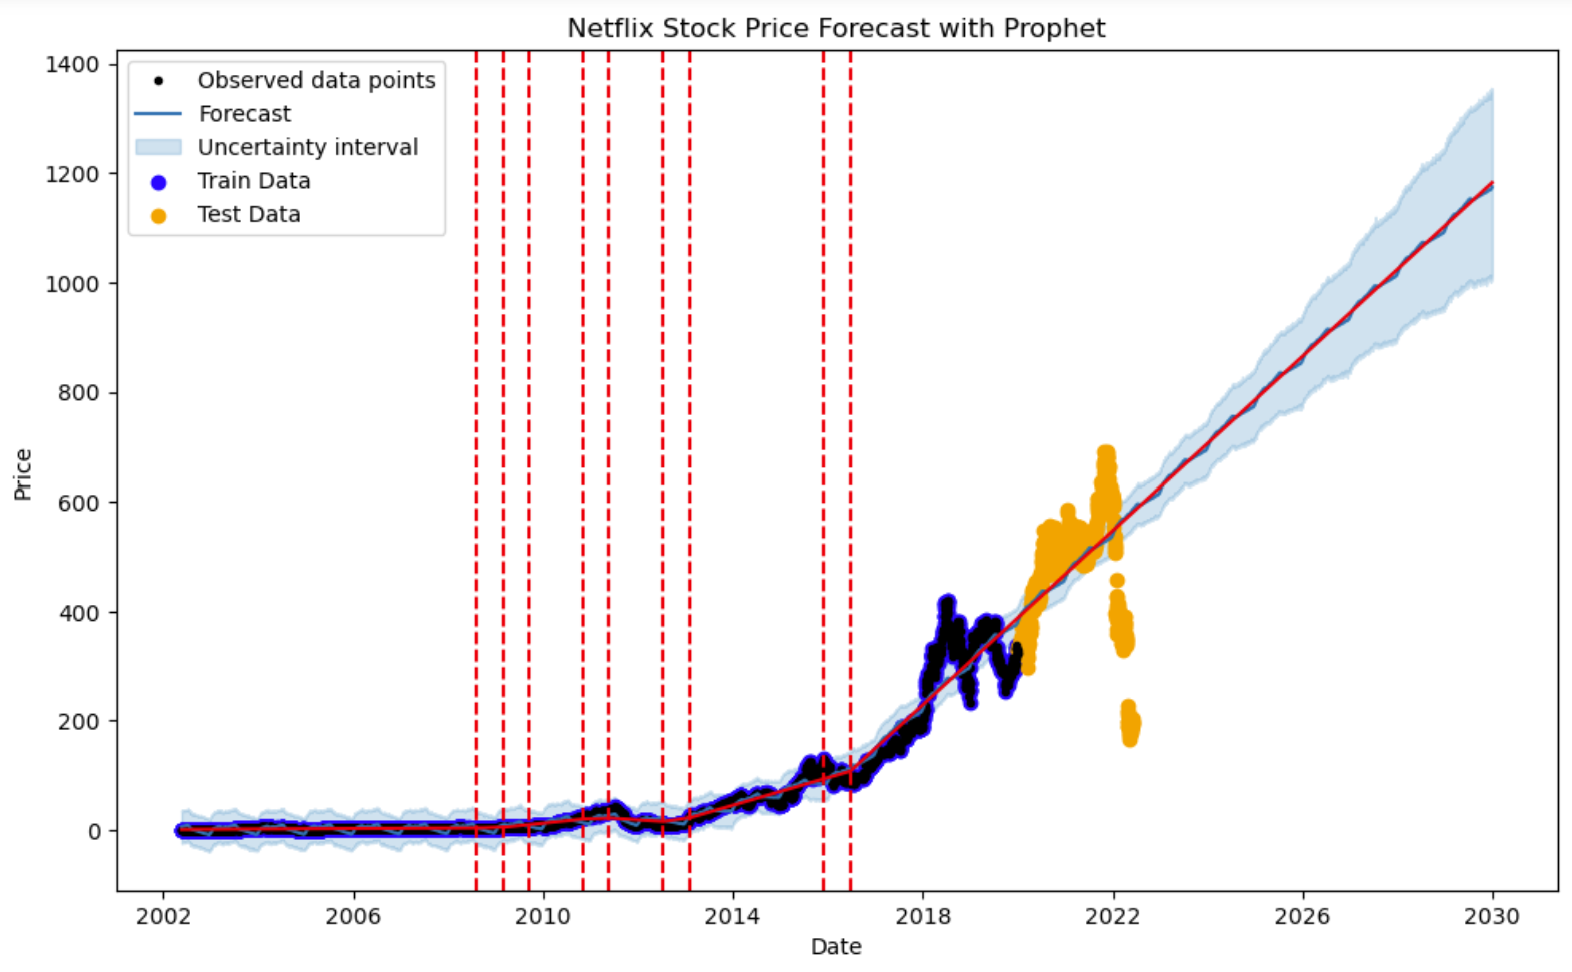 Netflix Stock Price Forecast with Prophet
1400
1200
1000
800
600
400
200
0
Price
Observed data points
Forecast
Uncertainty interval
Train Data
Test Data
2002 2006 2010 2014 2018 2022 2026 2030
Date